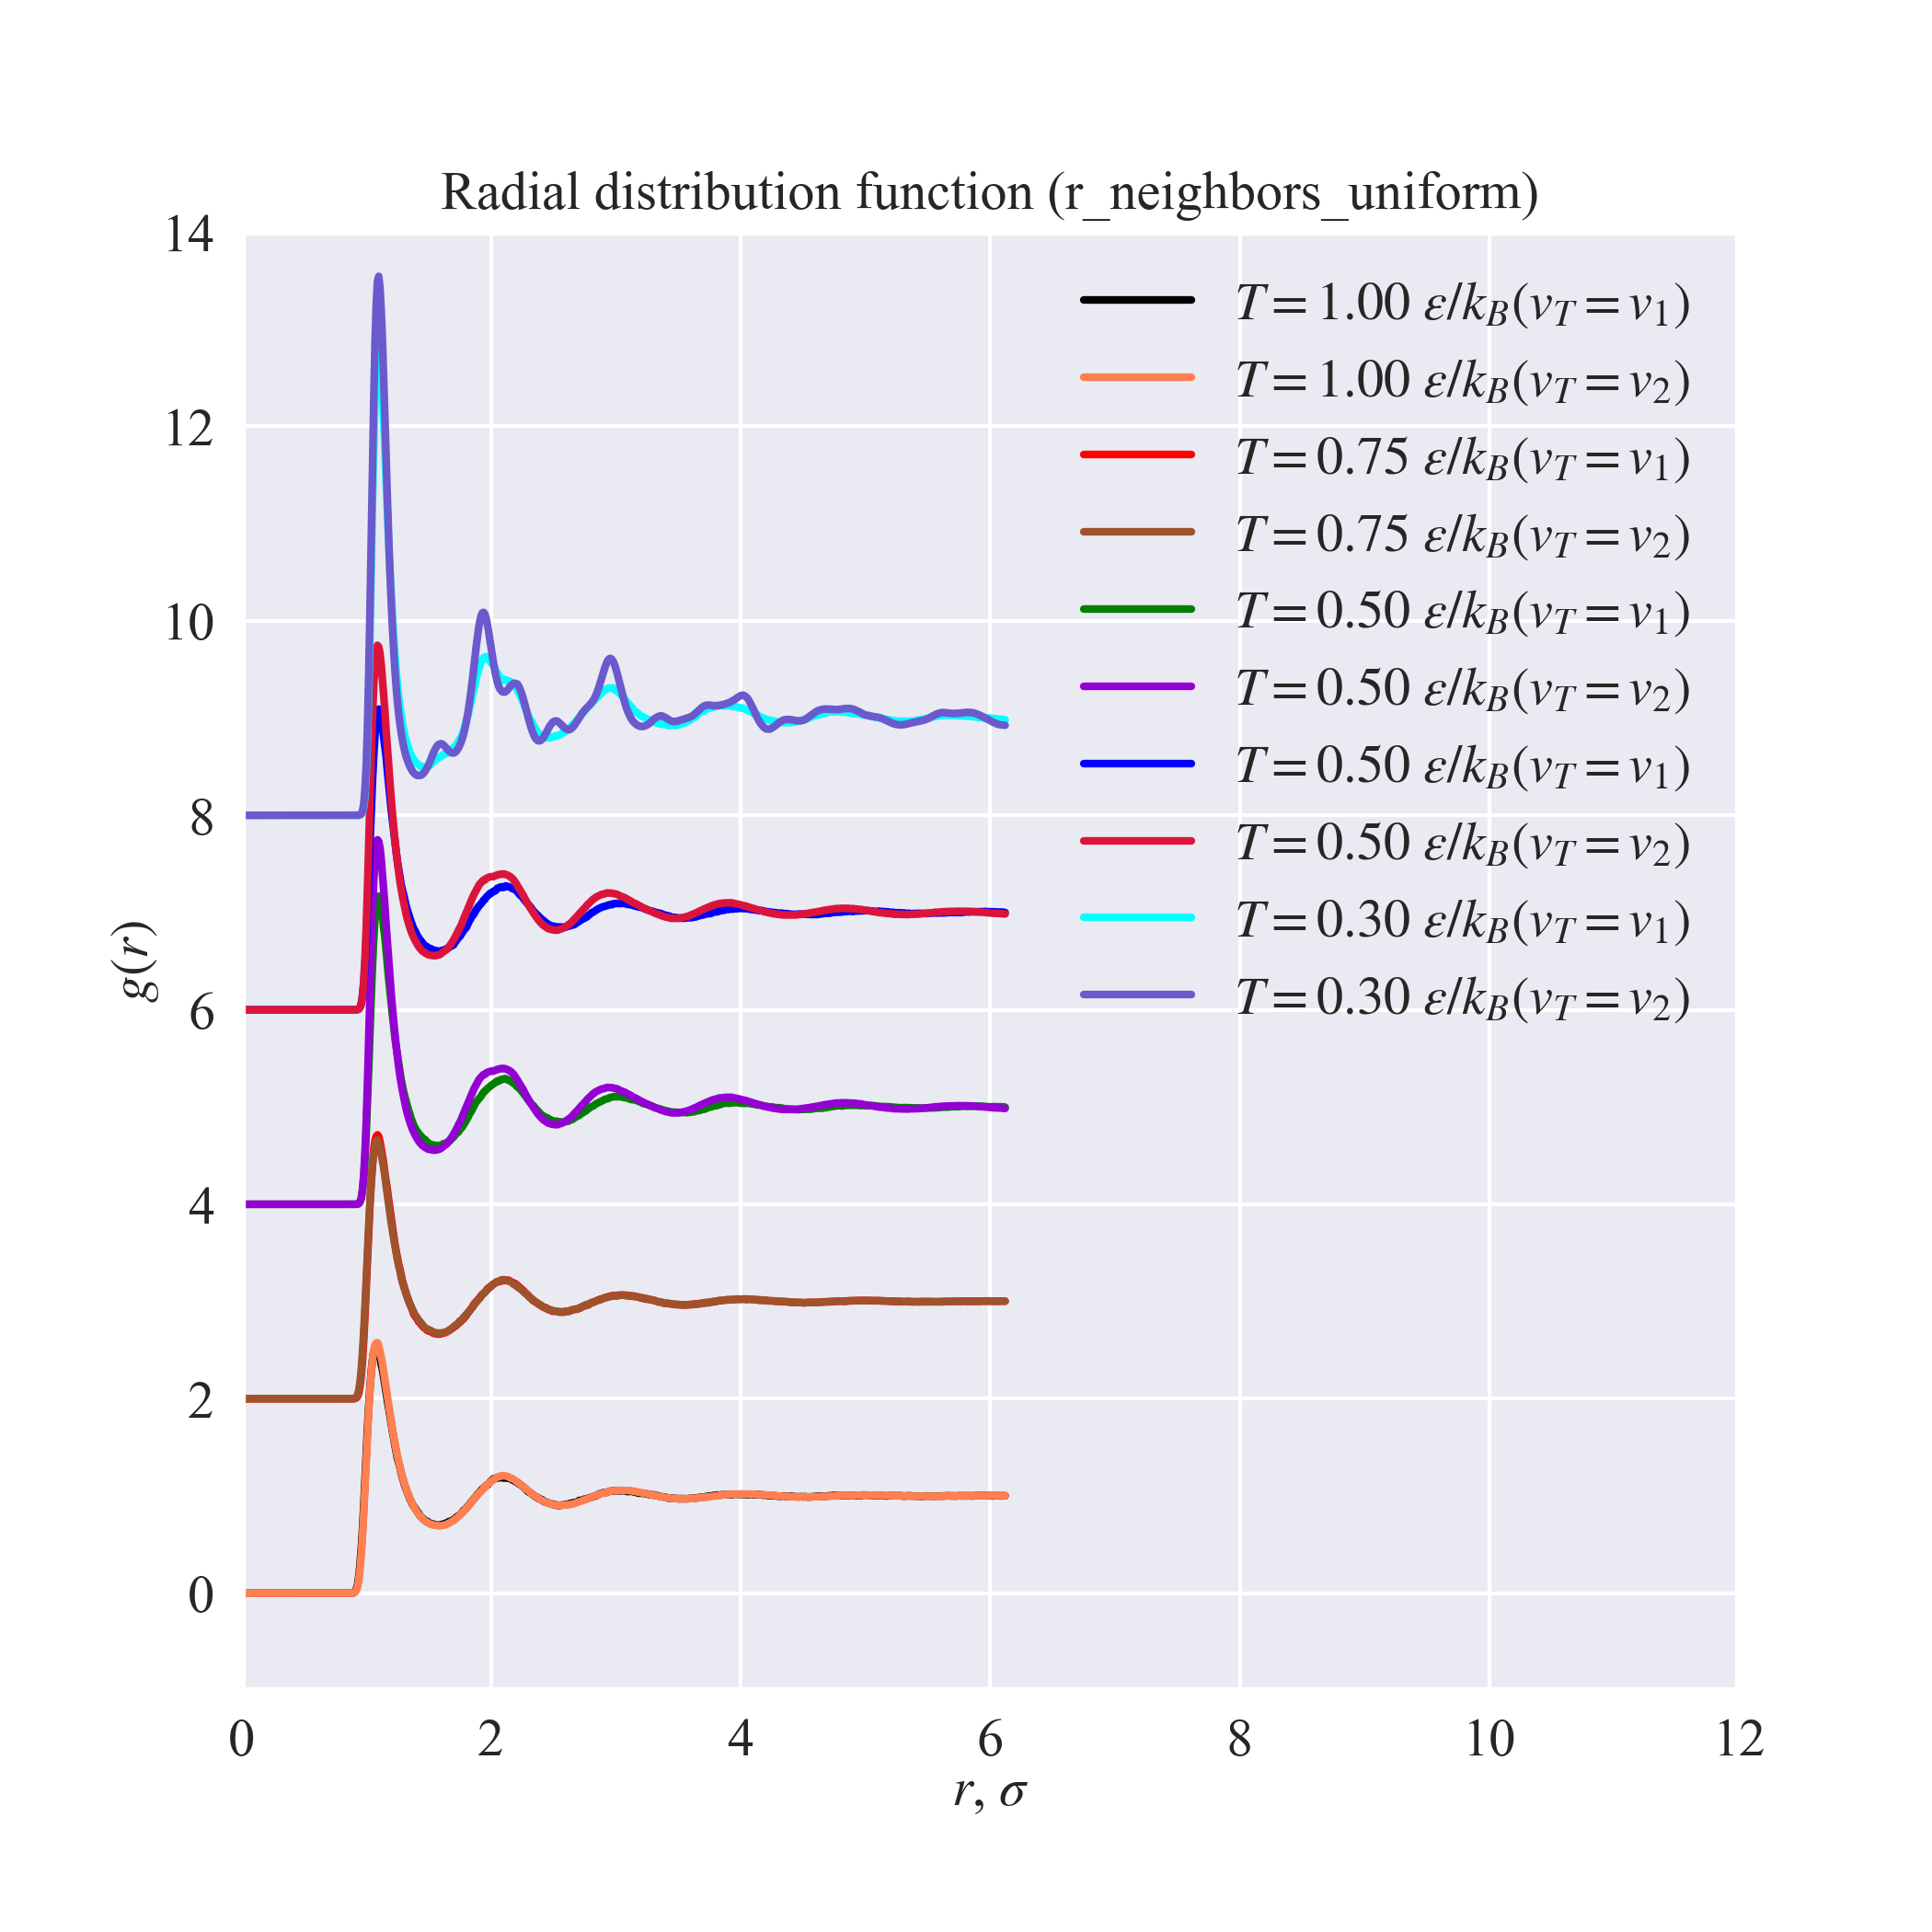 Radial distribution function (r_neighbors_uniform)
14
12
10
8
6
4
2
0
g(r)
T = 1.00 ε/k_B(v_T = v_1)
T = 1.00 ε/k_B(v_T = v_2)
T = 0.75 ε/k_B(v_T = v_1)
T = 0.75 ε/k_B(v_T = v_2)
T = 0.50 ε/k_B(v_T = v_1)
T = 0.50 ε/k_B(v_T = v_2)
T = 0.50 ε/k_B(v_T = v_1)
T = 0.50 ε/k_B(v_T = v_2)
T = 0.30 ε/k_B(v_T = v_1)
T = 0.30 ε/k_B(v_T = v_2)
0 2 4 6 8 10 12
r, σ